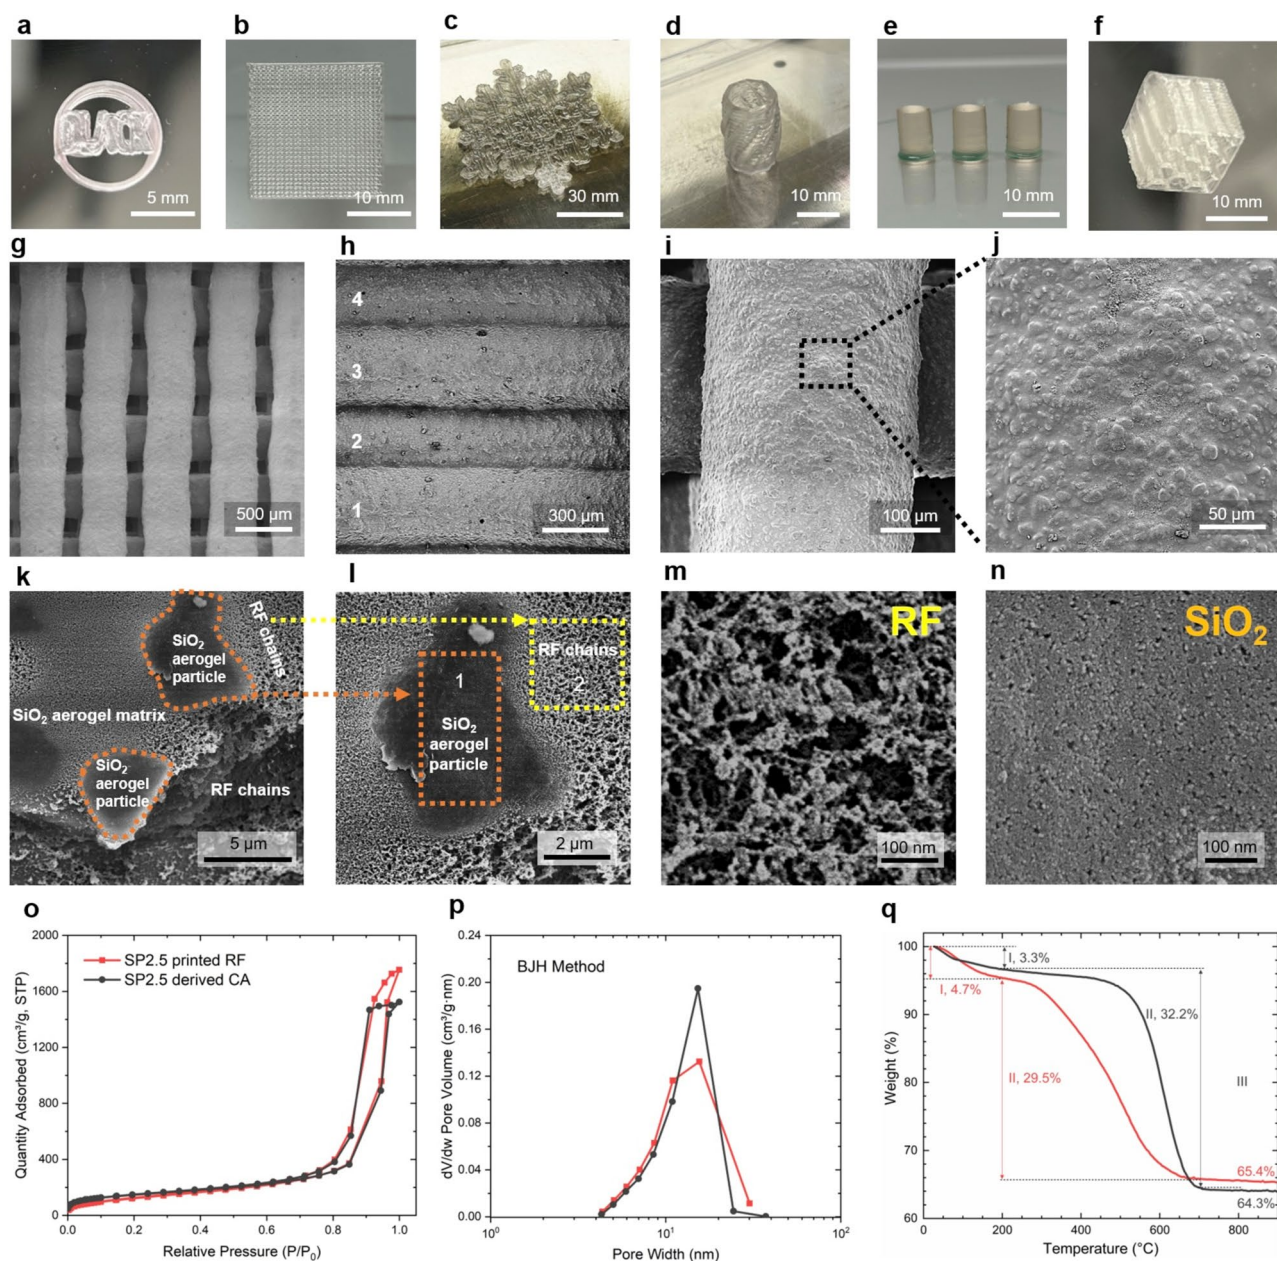 a
b
c
d
e
f
5 mm
10 mm
30 mm
10 mm
10 mm
10 mm
g
h
i
j
4
3
2
1
500 µm
300 µm
100 µm
50 µm
k
l
m
n
SiO₂
aerogel
particle
RF chains
SiO₂ aerogel matrix
SiO₂
aerogel
particle
RF chains
5 µm
RF chains
2
1
SiO₂
aerogel
particle
2 µm
RF
100 nm
SiO₂
100 nm
o
p
q
2000
1800
1400
1000
600
200
0
0.0
0.2
0.4
0.6
0.8
1.0
Quantity Adsorbed (cm³/g, STP)
Relative Pressure (P/P₀)
SP2.5 printed RF
SP2.5 derived CA
0.24
0.20
0.16
0.12
0.08
0.04
0.00
10⁰
10¹
10²
dV/dw Pore Volume (cm³/g·nm)
Pore Width (nm)
BJH Method
100
95
90
80
70
60
0
200
400
600
800
Weight (%)
Temperature (°C)
I, 3.3%
I, 4.7%
II, 32.2%
II, 29.5%
III
65.4%
64.3%